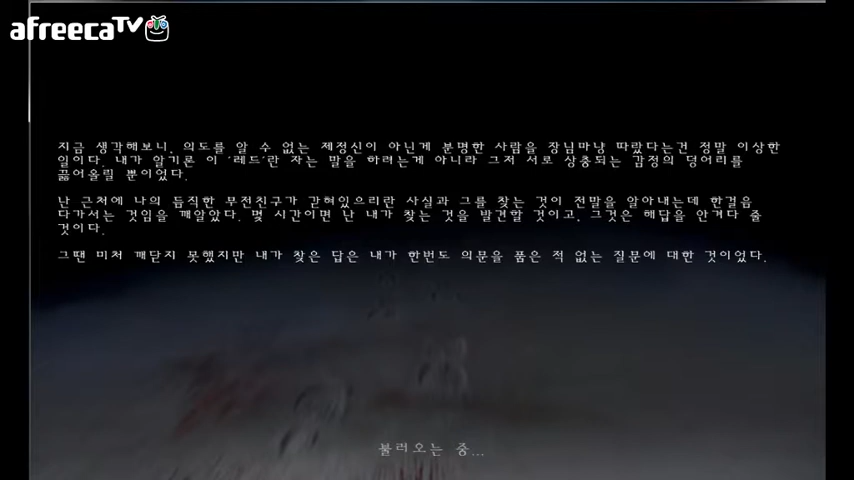 afreecaTV
지금 생각해보니, 의도를 알 수 없는 제정신이 아닌게 분명한 사람을 장님마냥 따랐다는건 정말 이상한
일이다. 내가 알기론 이 '레드'란 자는 말을 하려는게 아니라 그저 서로 상충되는 감정의 덩어리를
끓어올릴 뿐이었다.
난 근처에 나의 듬직한 무전친구가 갇혀있으리란 사실과 그를 찾는 것이 전말을 알아내는데 한걸음
다가서는 것임을 깨알았다. 몇 시간이면 난 내가 찾는 것을 발견할 것이고, 그것은 해답을 안겨다 줄
것이다.
그땐 미처 깨닫지 못했지만 내가 찾은 답은 내가 한번도 의문을 품은 적 없는 질문에 대한 것이었다.
불러오는 중...